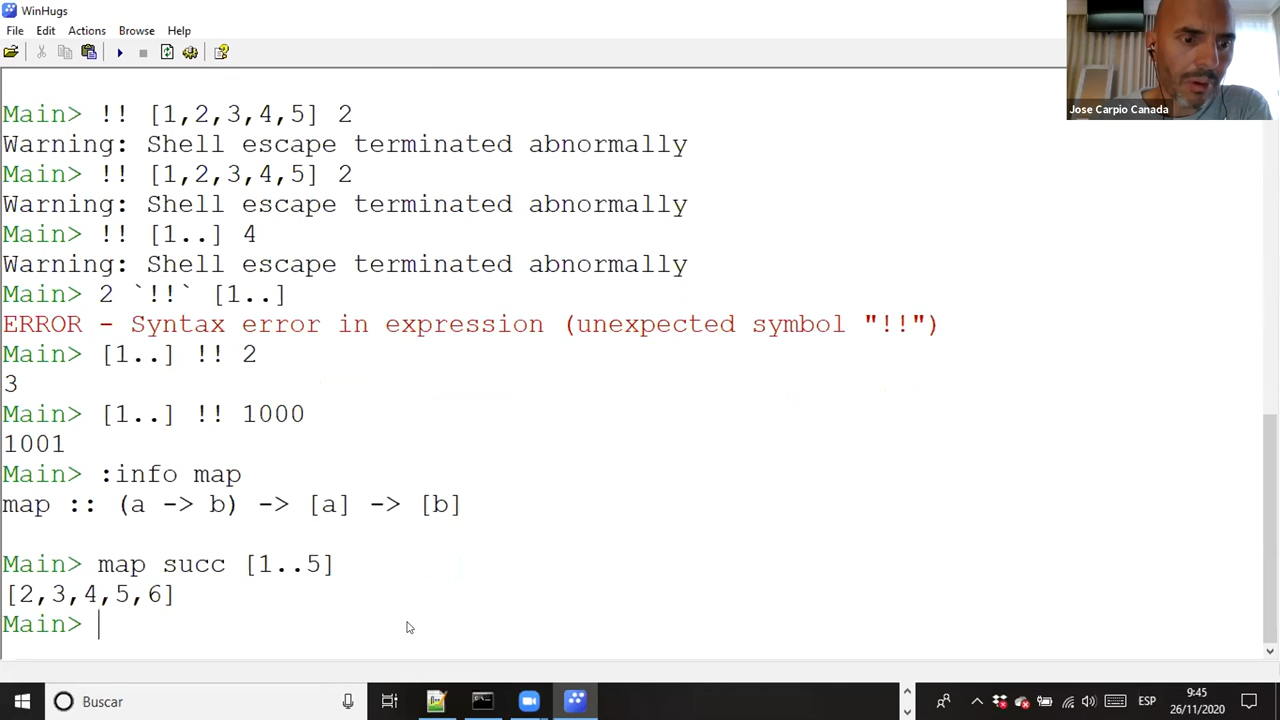 WinHugs
File Edit Actions Browse Help
Jose Carpio Canada
Main> !! [1,2,3,4,5] 2
Warning: Shell escape terminated abnormally
Main> !! [1,2,3,4,5] 2
Warning: Shell escape terminated abnormally
Main> !! [1..] 4
Warning: Shell escape terminated abnormally
Main> 2 `!!` [1..]
ERROR - Syntax error in expression (unexpected symbol "!!")
Main> [1..] !! 2
3
Main> [1..] !! 1000
1001
Main> :info map
map :: (a -> b) -> [a] -> [b]
Main> map succ [1..5]
[2,3,4,5,6]
Main>
Buscar
ESP
9:45
26/11/2020